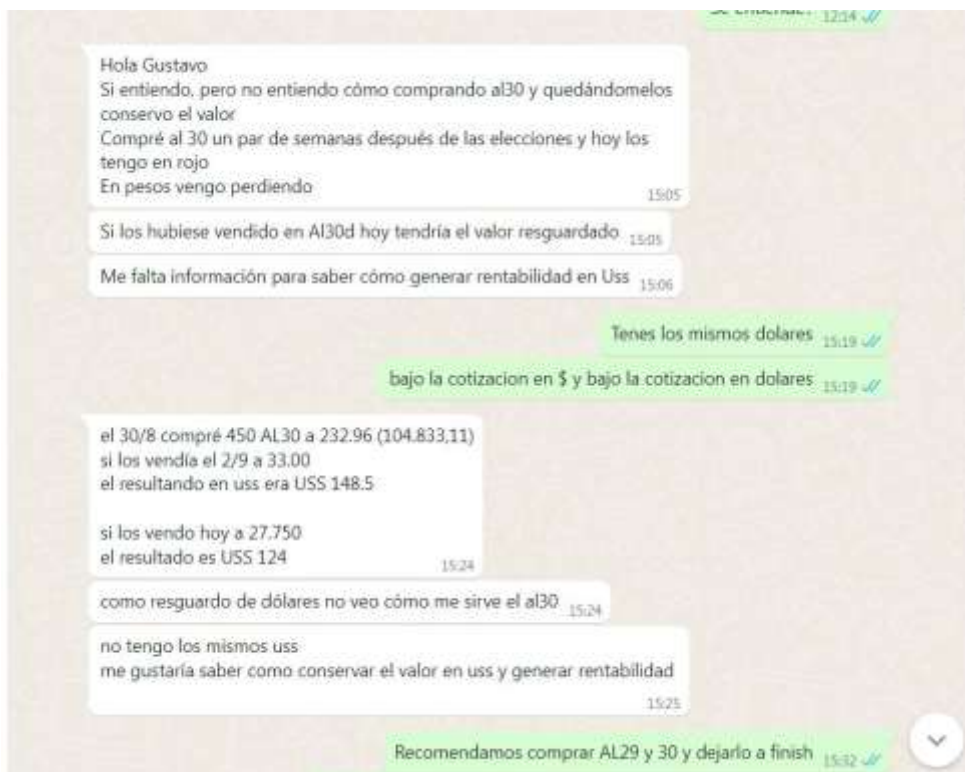 12:14
Hola Gustavo
Si entiendo, pero no entiendo cómo comprando al30 y quedándomelos
conservo el valor
Compré al 30 un par de semanas después de las elecciones y hoy los
tengo en rojo
En pesos vengo perdiendo
15:05
Si los hubiese vendido en Al30d hoy tendría el valor resguardado 15:05
Me falta información para saber cómo generar rentabilidad en Uss 15:06
Tenes los mismos dolares 15:19
bajo la cotizacion en $ y bajo la cotizacion en dolares 15:19
el 30/8 compré 450 AL30 a 232.96 (104.833,11)
si los vendía el 2/9 a 33.00
el resultando en uss era USS 148.5
si los vendo hoy a 27.750
el resultado es USS 124
15:24
como resguardo de dólares no veo cómo me sirve el al30 15:24
no tengo los mismos uss
me gustaría saber como conservar el valor en uss y generar rentabilidad
15:25
Recomendamos comprar AL29 y 30 y dejarlo a finish 15:32